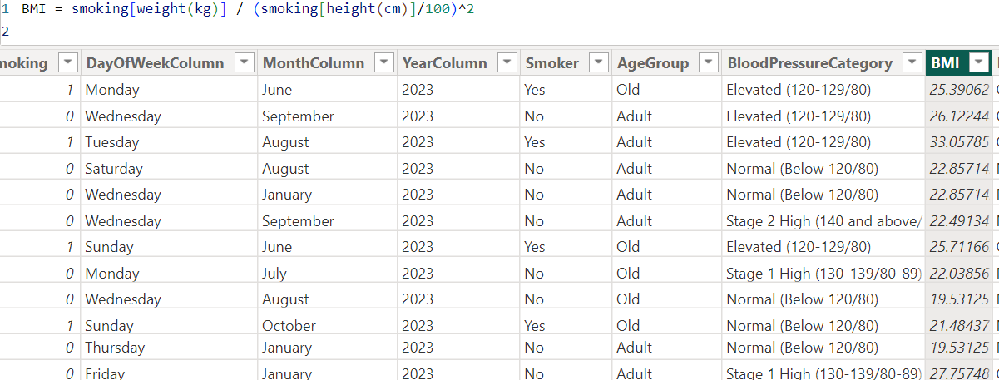 1 BMI = smoking[weight(kg)] / (smoking[height(cm)]/100)^2
2
moking DayOfWeekColumn MonthColumn YearColumn Smoker AgeGroup BloodPressureCategory BMI
1 Monday June 2023 Yes Old Elevated (120-129/80) 25.39062
0 Wednesday September 2023 No Adult Elevated (120-129/80) 26.12244
1 Tuesday August 2023 Yes Adult Elevated (120-129/80) 33.05785
0 Saturday August 2023 No Adult Normal (Below 120/80) 22.85714
0 Wednesday January 2023 No Adult Normal (Below 120/80) 22.85714
0 Wednesday September 2023 No Adult Stage 2 High (140 and above/ 22.49134
1 Sunday June 2023 Yes Old Elevated (120-129/80) 25.71166
0 Monday July 2023 No Old Stage 1 High (130-139/80-89) 22.03856
0 Wednesday August 2023 No Old Normal (Below 120/80) 19.53125
1 Sunday October 2023 Yes Old Normal (Below 120/80) 21.48437
0 Thursday January 2023 No Adult Normal (Below 120/80) 19.53125
0 Friday January 2023 No Adult Stage 1 High (130-139/80-89) 27.75748